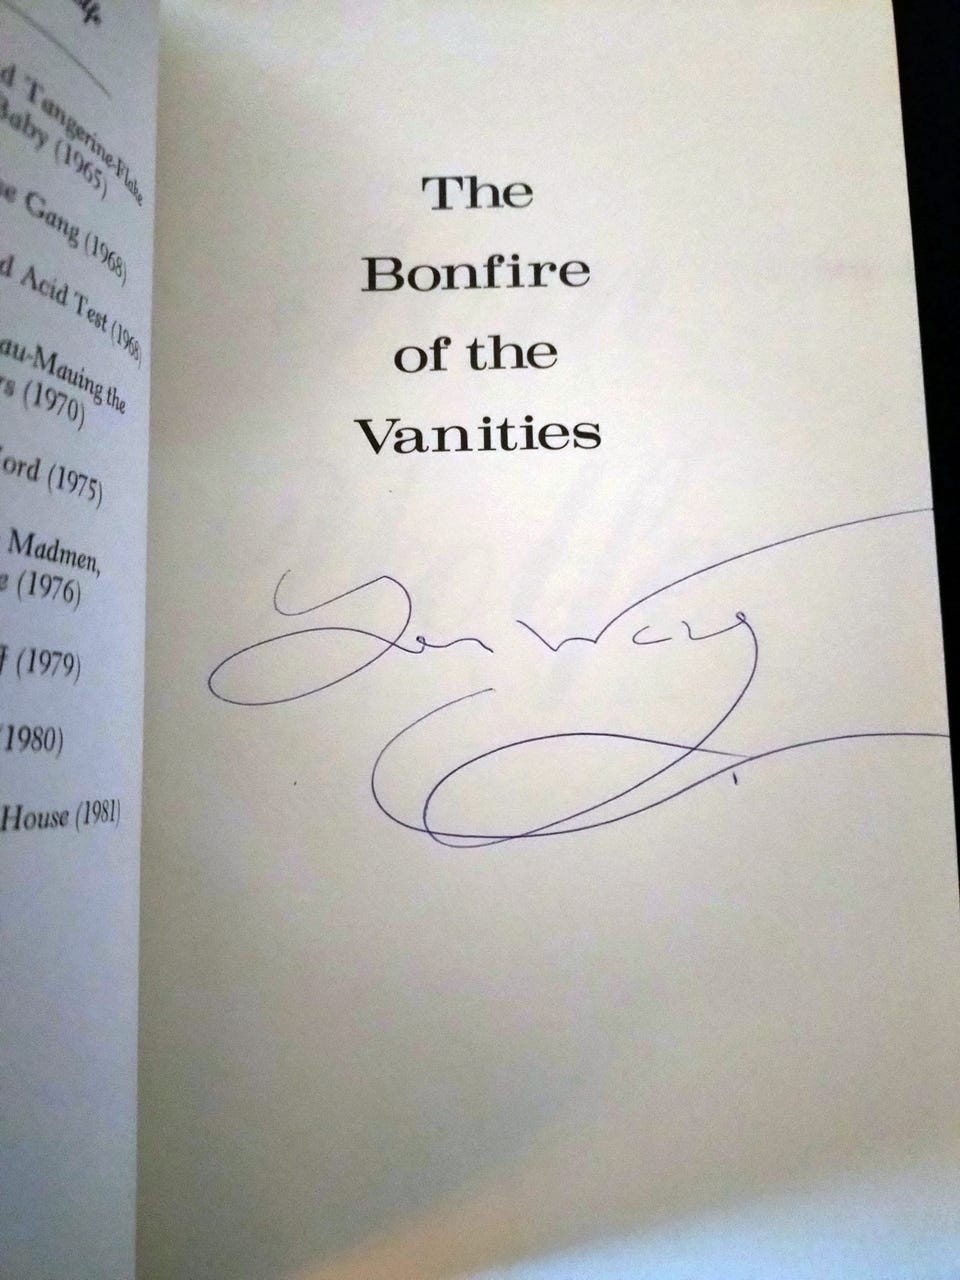 d Tangerine-Flake
Baby (1965)
e Gang (1968)
d Acid Test (1968)
au-Mauing the
rs (1970)
ord (1975)
Madmen,
e (1976)
(1979)
1980)
House (1981)
The
Bonfire
of the
Vanities